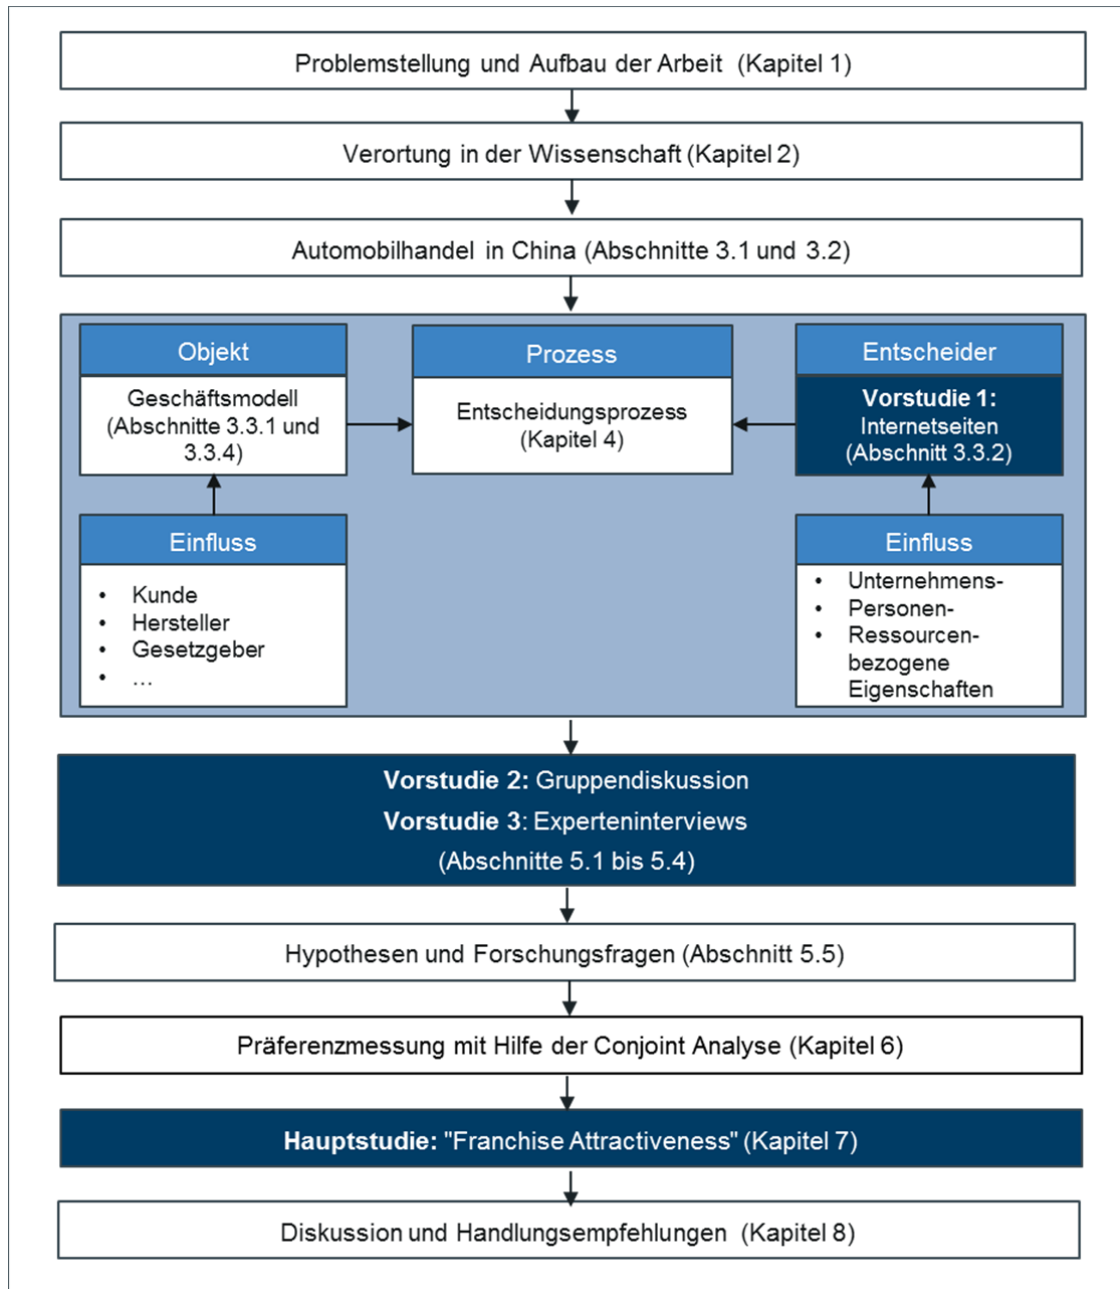 Problemstellung und Aufbau der Arbeit (Kapitel 1)
Verortung in der Wissenschaft (Kapitel 2)
Automobilhandel in China (Abschnitte 3.1 und 3.2)
Objekt
Geschäftsmodell
(Abschnitte 3.3.1 und
3.3.4)
Prozess
Entscheidungsprozess
(Kapitel 4)
Entscheider
Vorstudie 1:
Internetseiten
(Abschnitt 3.3.2)
Einfluss
• Kunde
• Hersteller
• Gesetzgeber
• …
Einfluss
• Unternehmens-
• Personen-
• Ressourcen-
bezogene
Eigenschaften
Vorstudie 2: Gruppendiskussion
Vorstudie 3: Experteninterviews
(Abschnitte 5.1 bis 5.4)
Hypothesen und Forschungsfragen (Abschnitt 5.5)
Präferenzmessung mit Hilfe der Conjoint Analyse (Kapitel 6)
Hauptstudie: "Franchise Attractiveness" (Kapitel 7)
Diskussion und Handlungsempfehlungen (Kapitel 8)